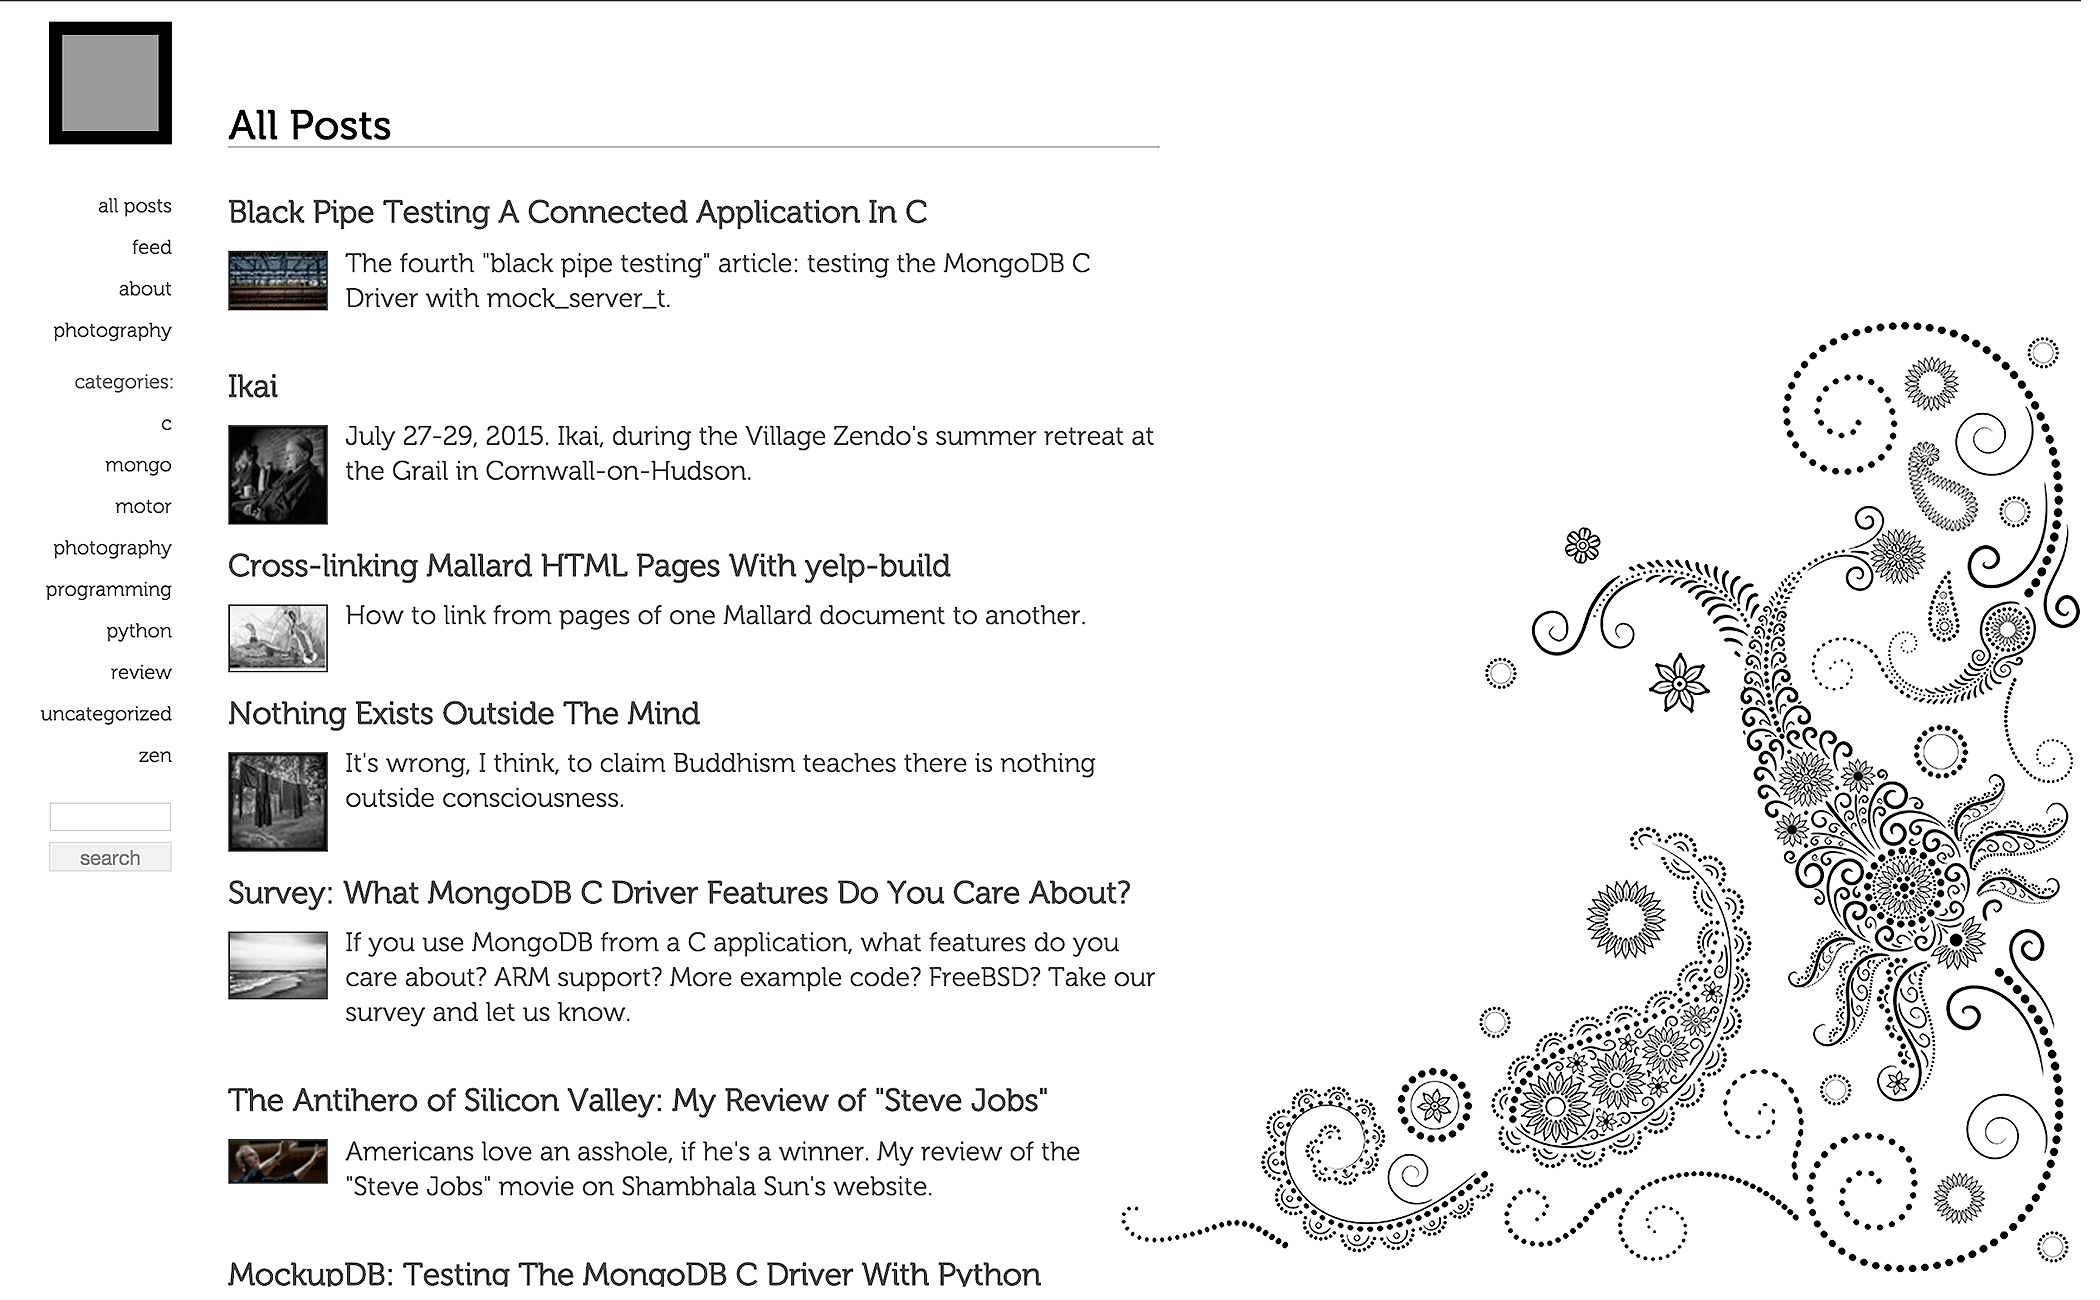 all posts
feed
about
photography
categories:
c
mongo
motor
photography
programming
python
review
uncategorized
zen
search
All Posts
Black Pipe Testing A Connected Application In C
The fourth "black pipe testing" article: testing the MongoDB C
Driver with mock_server_t.
Ikai
July 27-29, 2015. Ikai, during the Village Zendo's summer retreat at
the Grail in Cornwall-on-Hudson.
Cross-linking Mallard HTML Pages With yelp-build
How to link from pages of one Mallard document to another.
Nothing Exists Outside The Mind
It's wrong, I think, to claim Buddhism teaches there is nothing
outside consciousness.
Survey: What MongoDB C Driver Features Do You Care About?
If you use MongoDB from a C application, what features do you
care about? ARM support? More example code? FreeBSD? Take our
survey and let us know.
The Antihero of Silicon Valley: My Review of "Steve Jobs"
Americans love an asshole, if he's a winner. My review of the
"Steve Jobs" movie on Shambhala Sun's website.
MockupDB: Testing The MongoDB C Driver With Python